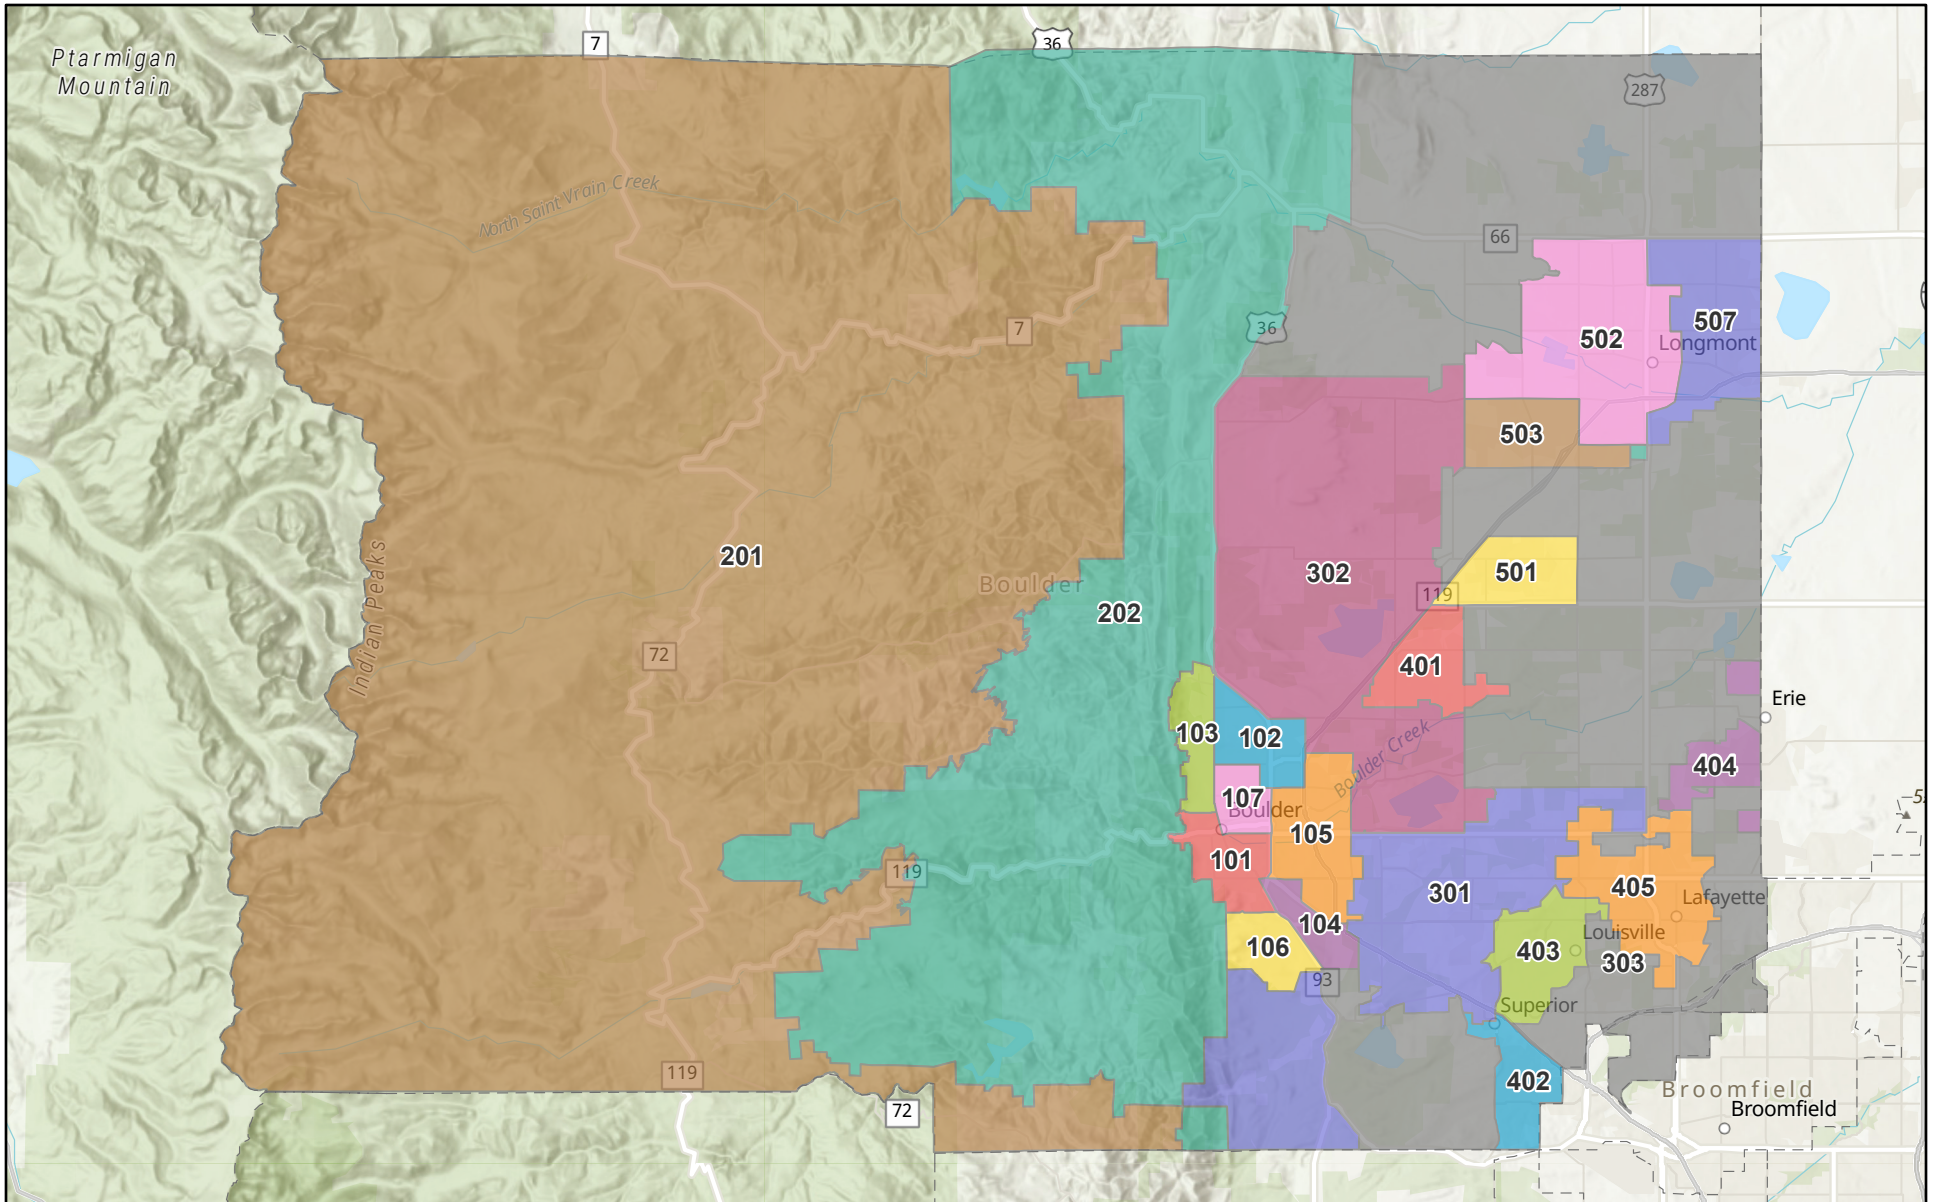 Ptarmigan
Mountain
7
36
287
North Saint Vrain Creek
66
7
36
502
507
Longmont
503
201
Indian Peaks
Boulder
202
302
501
119
72
401
Erie
103
102
Boulder Creek
404
107
Boulder
105
101
119
301
405
Lafayette
104
106
403
Louisville
303
93
Superior
119
402
72
Broomfield
Broomfield